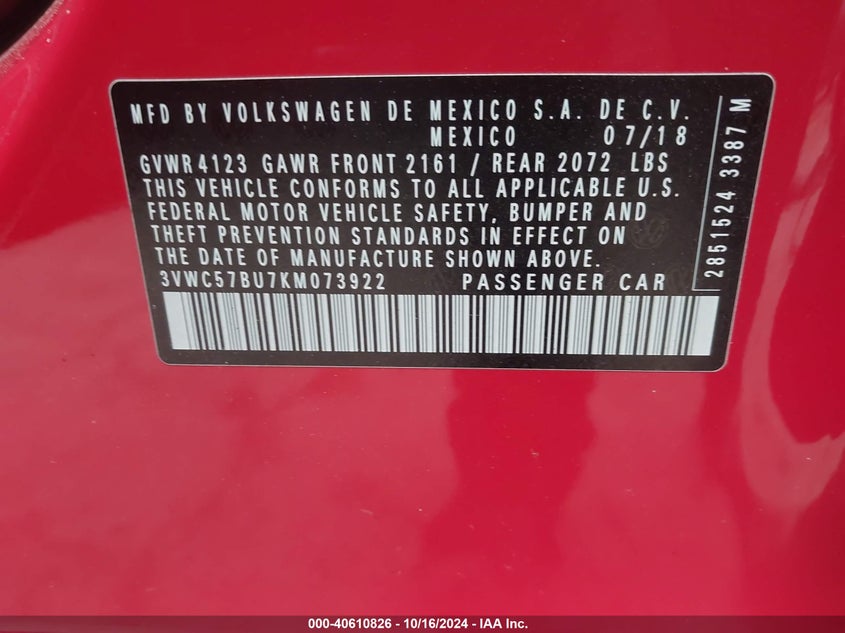 MFD BY VOLKSWAGEN DE MEXICO S.A. DE C.V.
MEXICO 07/18
GVWR 4123 GAWR FRONT 2161 / REAR 2072 LBS
THIS VEHICLE CONFORMS TO ALL APPLICABLE U.S.
FEDERAL MOTOR VEHICLE SAFETY, BUMPER AND
THEFT PREVENTION STANDARDS IN EFFECT ON
THE DATE OF MANUFACTURE SHOWN ABOVE.
3VWC57BU7KM073922 PASSENGER CAR
2851524 3387 M
000-40610826 - 10/16/2024 - IAA Inc.